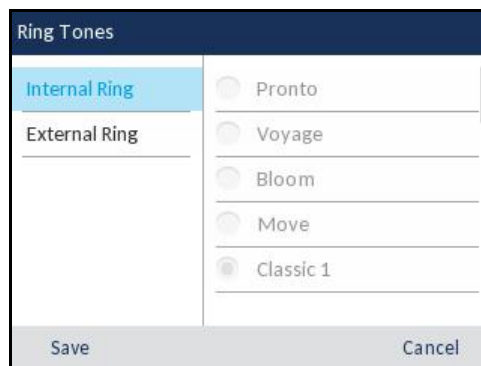 Ring Tones
Internal Ring
External Ring
Pronto
Voyage
Bloom
Move
Classic 1
Save
Cancel